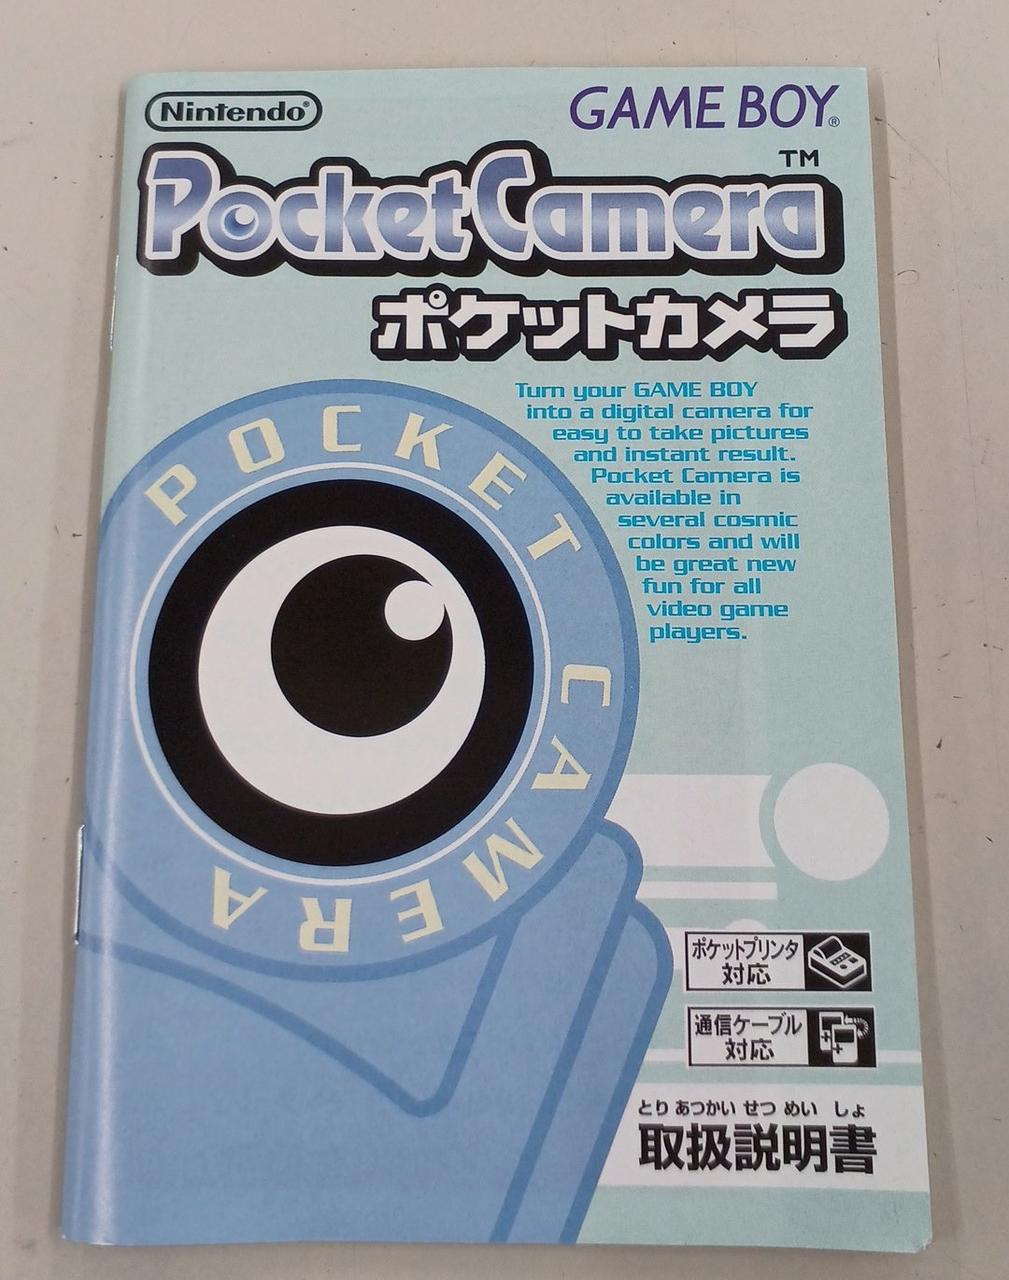 Nintendo®
GAME BOY®
Pocket Camera™
ポケットカメラ
Turn your GAME BOY
into a digital camera for
easy to take pictures
and instant result.
Pocket Camera is
available in
several cosmic
colors and will
be great new
fun for all
video game
players.
POCKET CAMERA
ポケットプリンタ
対応
通信ケーブル
対応
とり あつかい せつ めい しょ
取扱説明書